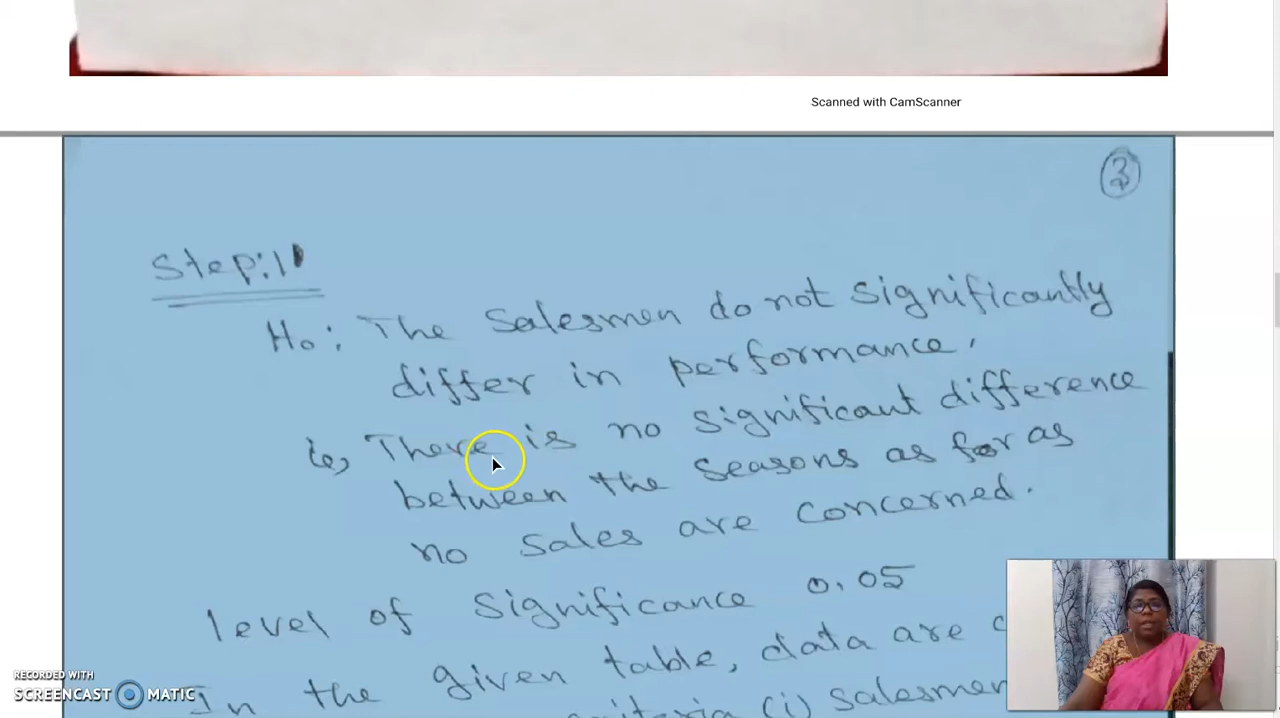 Scanned with CamScanner
3
Step:1
Ho: The Salesmen do not significantly
differ in performance.
ie, There is no significant difference
between the seasons as far as
no sales are concerned.
level of significance 0.05
In the given table, data are
criteria (i) salesmen
RECORDED WITH
SCREENCAST MATIC